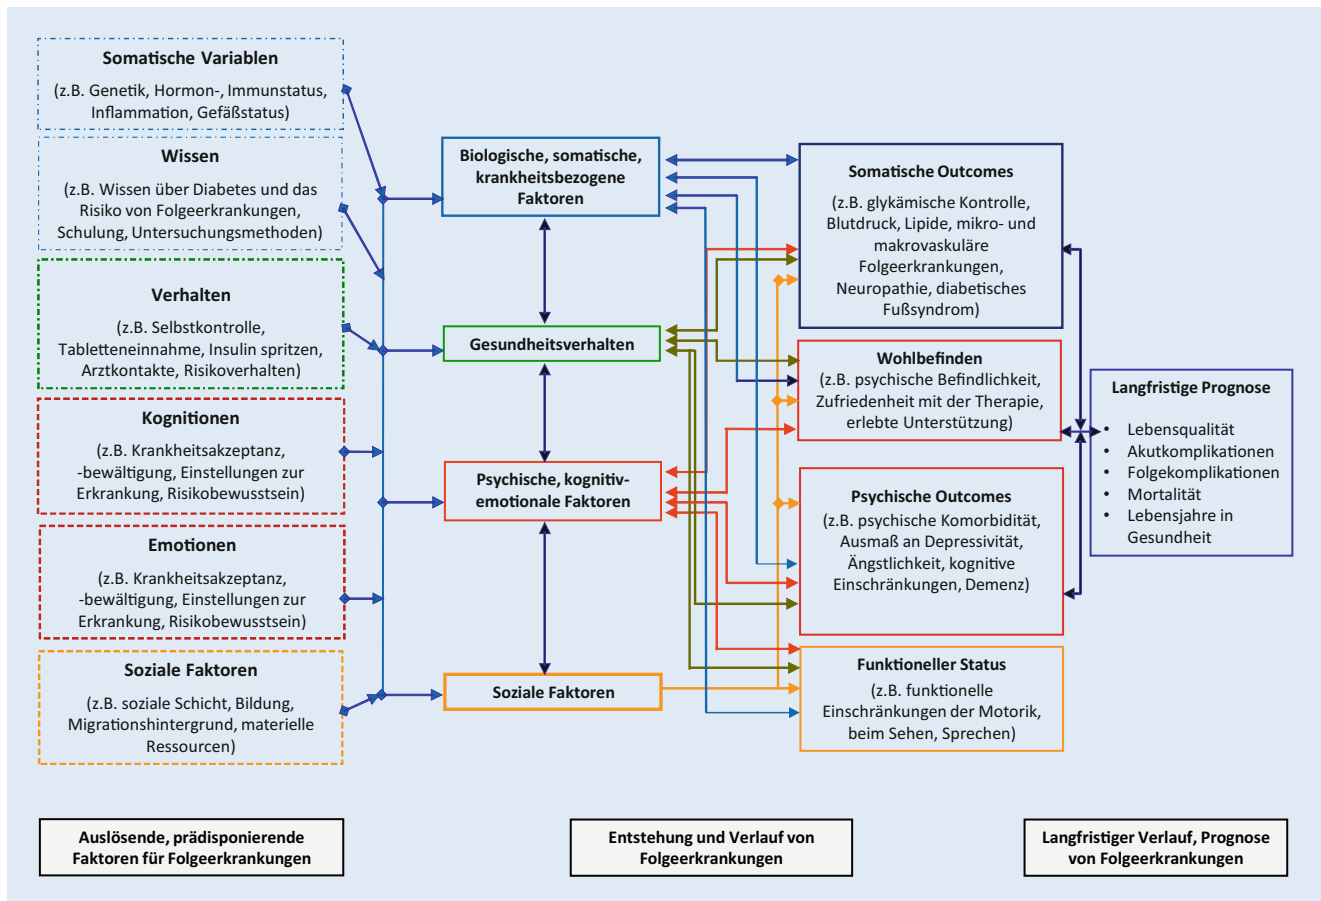 Somatische Variablen
(z.B. Genetik, Hormon-, Immunstatus,
Inflammation, Gefäßstatus)
Wissen
(z.B. Wissen über Diabetes und das
Risiko von Folgeerkrankungen,
Schulung, Untersuchungsmethoden)
Verhalten
(z.B. Selbstkontrolle,
Tabletteneinnahme, Insulin spritzen,
Arztkontakte, Risikoverhalten)
Kognitionen
(z.B. Krankheitsakzeptanz,
-bewältigung, Einstellungen zur
Erkrankung, Risikobewusstsein)
Emotionen
(z.B. Krankheitsakzeptanz,
-bewältigung, Einstellungen zur
Erkrankung, Risikobewusstsein)
Soziale Faktoren
(z.B. soziale Schicht, Bildung,
Migrationshintergrund, materielle
Ressourcen)
Biologische, somatische,
krankheitsbezogene
Faktoren
Gesundheitsverhalten
Psychische, kognitiv-
emotionale Faktoren
Soziale Faktoren
Somatische Outcomes
(z.B. glykämische Kontrolle,
Blutdruck, Lipide, mikro- und
makrovaskuläre
Folgeerkrankungen,
Neuropathie, diabetisches
Fußsyndrom)
Wohlbefinden
(z.B. psychische Befindlichkeit,
Zufriedenheit mit der Therapie,
erlebte Unterstützung)
Psychische Outcomes
(z.B. psychische Komorbidität,
Ausmaß an Depressivität,
Ängstlichkeit, kognitive
Einschränkungen, Demenz)
Funktioneller Status
(z.B. funktionelle
Einschränkungen der Motorik,
beim Sehen, Sprechen)
Langfristige Prognose
• Lebensqualität
• Akutkomplikationen
• Folgekomplikationen
• Mortalität
• Lebensjahre in
Gesundheit
Auslösende, prädisponierende
Faktoren für Folgeerkrankungen
Entstehung und Verlauf von
Folgeerkrankungen
Langfristiger Verlauf, Prognose
von Folgeerkrankungen